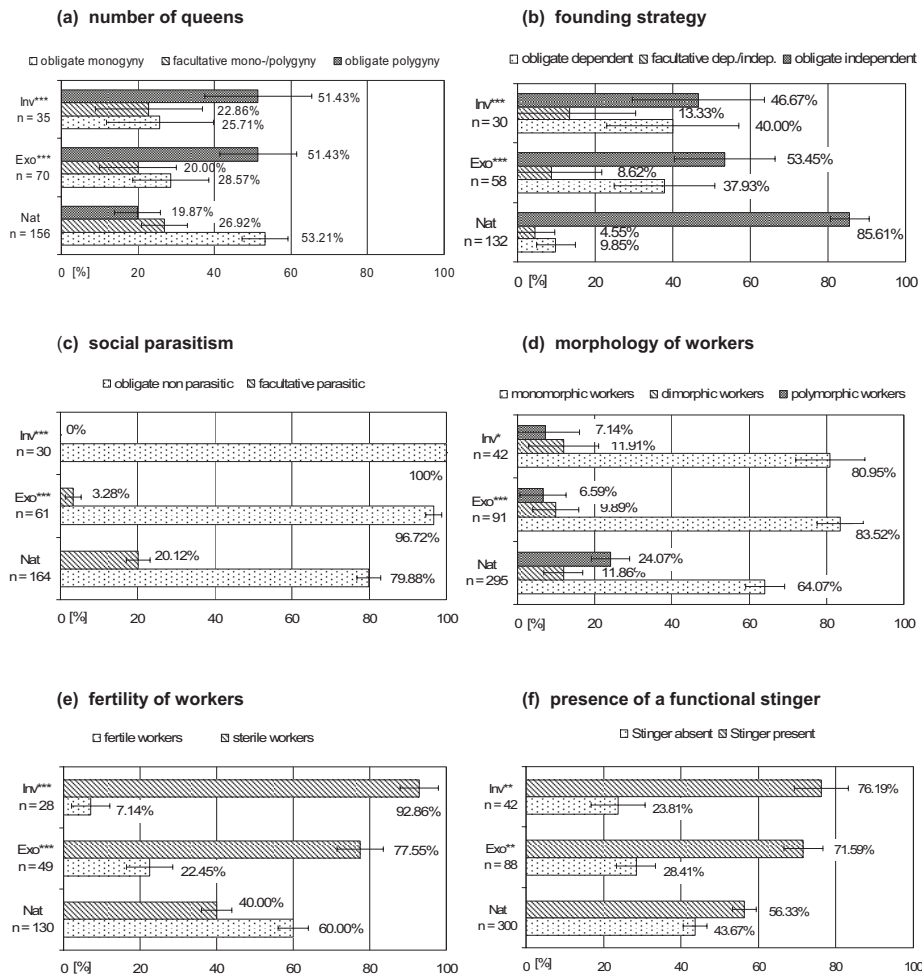 (a) number of queens
obligate monogyny facultative mono-/polygyny obligate polygyny
Inv***
n = 35
51.43%
22.86%
25.71%
Exo***
n = 70
51.43%
20.00%
28.57%
Nat
n = 156
19.87%
26.92%
53.21%
0 [%] 20 40 60 80 100
(b) founding strategy
obligate dependent facultative dep./indep. obligate independent
Inv***
n = 30
46.67%
13.33%
40.00%
Exo***
n = 58
53.45%
8.62%
37.93%
Nat
n = 132
85.61%
4.55%
9.85%
0 [%] 20 40 60 80 100
(c) social parasitism
obligate non parasitic facultative parasitic
Inv***
n = 30
0%
100%
Exo***
n = 61
3.28%
96.72%
Nat
n = 164
20.12%
79.88%
0 [%] 20 40 60 80 100
(d) morphology of workers
monomorphic workers dimorphic workers polymorphic workers
Inv*
n = 42
7.14%
11.91%
80.95%
Exo***
n = 91
6.59%
9.89%
83.52%
Nat
n = 295
24.07%
11.86%
64.07%
0 [%] 20 40 60 80 100
(e) fertility of workers
fertile workers sterile workers
Inv***
n = 28
92.86%
7.14%
Exo***
n = 49
77.55%
22.45%
Nat
n = 130
40.00%
60.00%
0 [%] 20 40 60 80 100
(f) presence of a functional stinger
Stinger absent Stinger present
Inv**
n = 42
76.19%
23.81%
Exo**
n = 88
71.59%
28.41%
Nat
n = 300
56.33%
43.67%
0 [%] 20 40 60 80 100